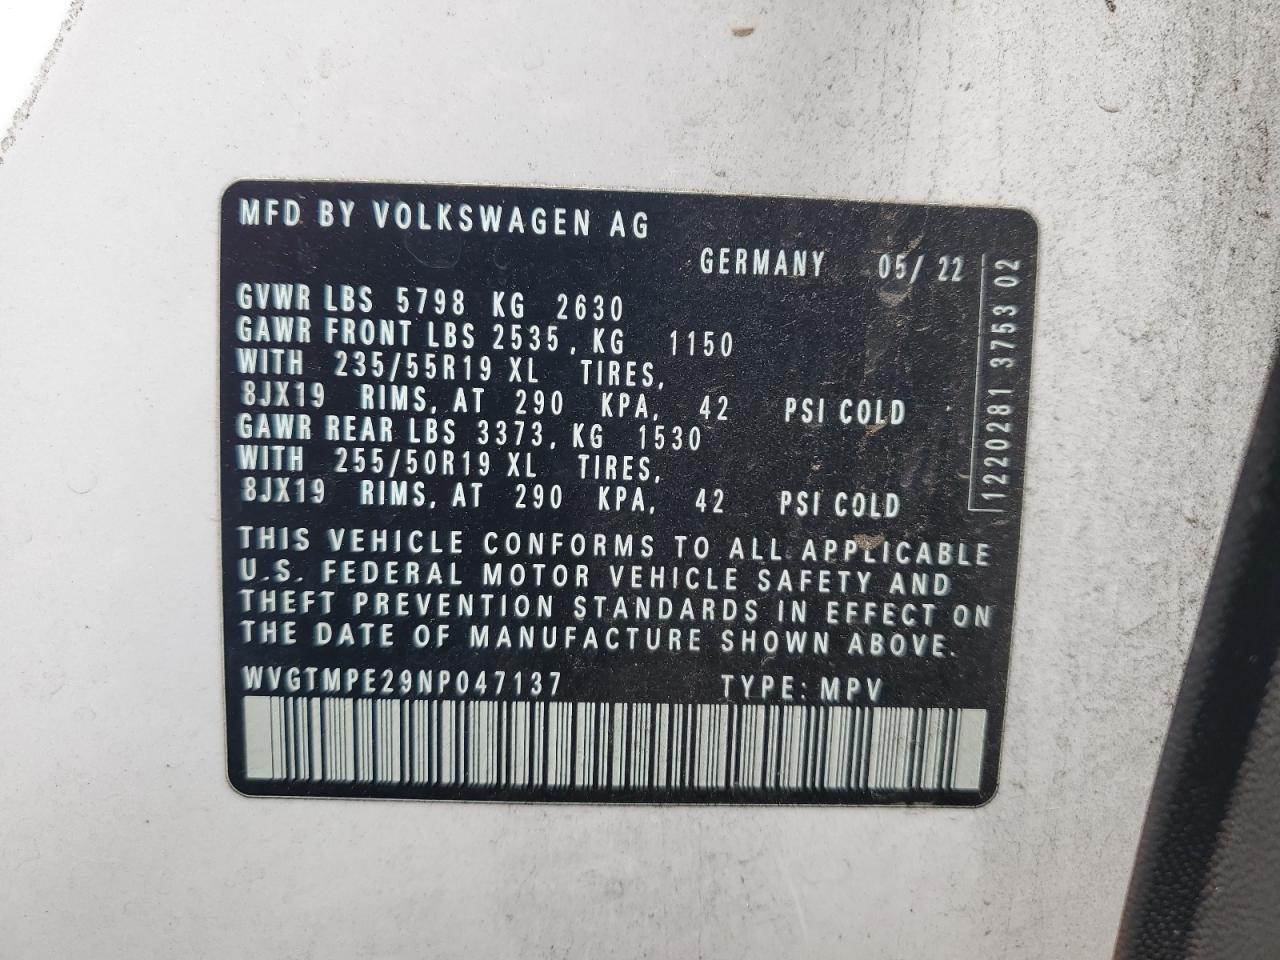 MFD BY VOLKSWAGEN AG
GERMANY 05/ 22
GVWR LBS 5798 KG 2630
GAWR FRONT LBS 2535, KG 1150
WITH 235/55R19 XL TIRES,
8JX19 RIMS, AT 290 KPA, 42 PSI COLD
GAWR REAR LBS 3373, KG 1530
WITH 255/50R19 XL TIRES,
8JX19 RIMS, AT 290 KPA, 42 PSI COLD
THIS VEHICLE CONFORMS TO ALL APPLICABLE
U.S. FEDERAL MOTOR VEHICLE SAFETY AND
THEFT PREVENTION STANDARDS IN EFFECT ON
THE DATE OF MANUFACTURE SHOWN ABOVE.
WVGTMPE29NP047137 TYPE: MPV
1220281 3753 02